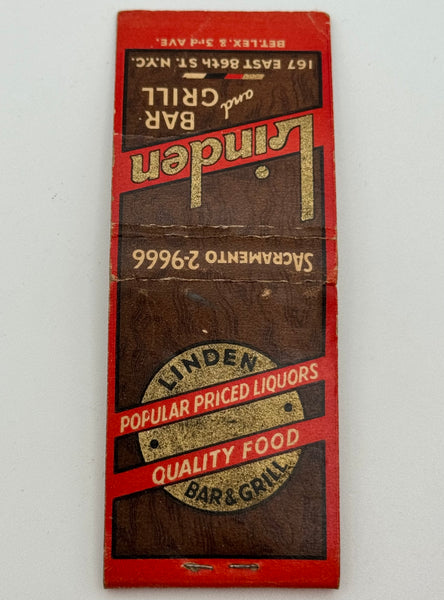 BET. LEX. & 3rd AVE.
167 EAST 86th ST. N.Y.C.
BAR
and
GRILL
Linden
SACRAMENTO 2-9666
LINDEN
POPULAR PRICED LIQUORS
QUALITY FOOD
BAR & GRILL